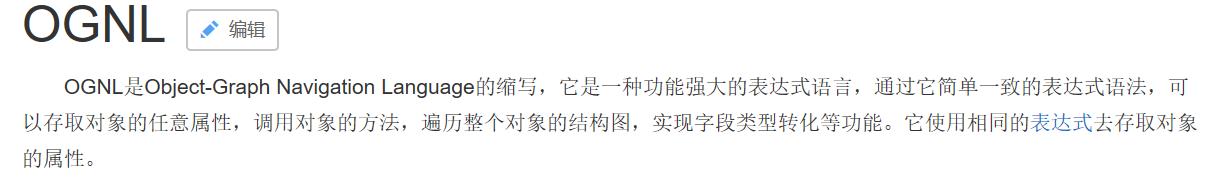 OGNL 编辑
OGNL是Object-Graph Navigation Language的缩写，它是一种功能强大的表达式语言，通过它简单一致的表达式语法，可
以存取对象的任意属性，调用对象的方法，遍历整个对象的结构图，实现字段类型转化等功能。它使用相同的表达式去存取对象
的属性。